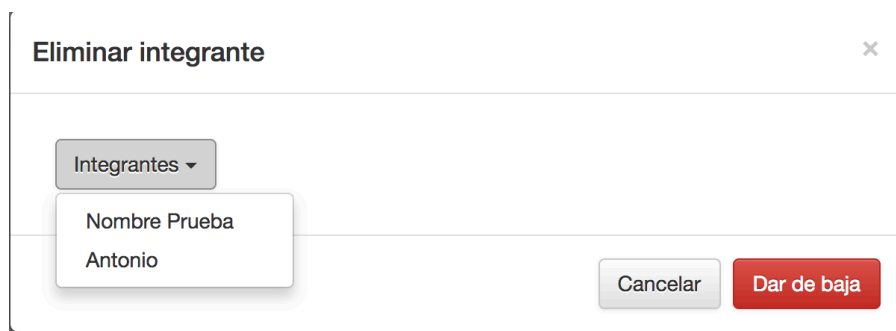 Eliminar integrante ×
Integrantes
Nombre Prueba
Antonio
Cancelar Dar de baja